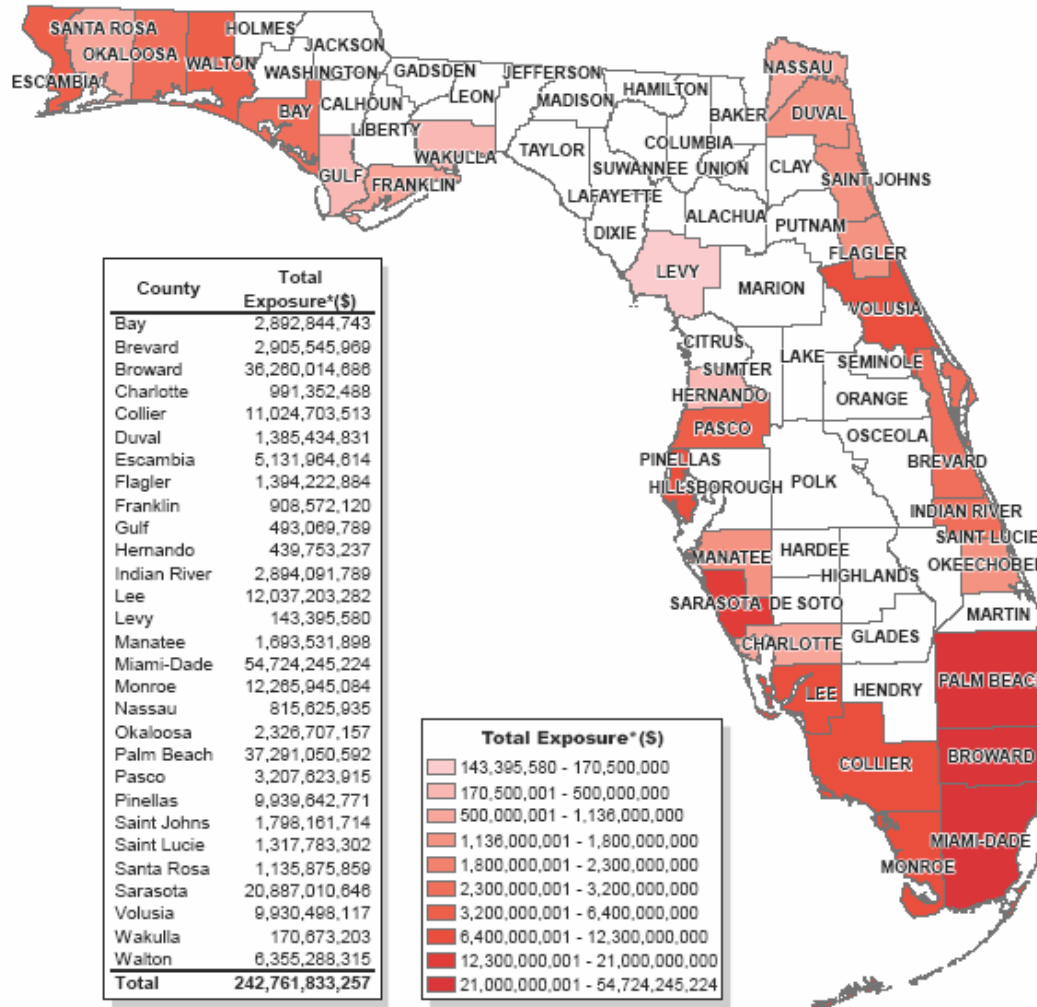 SANTA ROSA
HOLMES
OKALOOSA
WALTON
JACKSON
ESCAMBIA
WASHINGTON
GADSDEN
JEFFERSON
NASSAU
BAY
CALHOUN
LEON
MADISON
HAMILTON
BAKER
DUVAL
LIBERTY
WAKULLA
TAYLOR
COLUMBIA
GULF
FRANKLIN
SUWANNEE
UNION
CLAY
SAINT JOHNS
LAFAYETTE
ALACHUA
PUTNAM
DIXIE
FLAGLER
LEVY
MARION
VOLUSIA
CITRUS
LAKE
SEMINOLE
SUMTER
HERNANDO
ORANGE
PASCO
OSCEOLA
PINELLAS
BREVARD
HILLSBOROUGH
POLK
INDIAN RIVER
SAINT LUCIE
MANATEE
HARDEE
OKEECHOBEE
HIGHLANDS
SARASOTA
DE SOTO
MARTIN
CHARLOTTE
GLADES
LEE
HENDRY
PALM BEACH
COLLIER
BROWARD
MIAMI-DADE
MONROE
County Total Exposure*($)
Bay 2,892,844,743
Brevard 2,905,545,969
Broward 36,260,014,686
Charlotte 991,352,488
Collier 11,024,703,513
Duval 1,385,434,831
Escambia 5,131,964,614
Flagler 1,394,222,884
Franklin 908,572,120
Gulf 493,069,789
Hernando 439,753,237
Indian River 2,894,091,789
Lee 12,037,203,282
Levy 143,395,580
Manatee 1,693,531,898
Miami-Dade 54,724,245,224
Monroe 12,265,945,084
Nassau 815,625,935
Okaloosa 2,326,707,157
Palm Beach 37,291,050,592
Pasco 3,207,623,915
Pinellas 9,939,642,771
Saint Johns 1,798,161,714
Saint Lucie 1,317,783,302
Santa Rosa 1,135,875,859
Sarasota 20,887,010,646
Volusia 9,930,498,117
Wakulla 170,673,203
Walton 6,355,288,315
Total 242,761,833,257
Total Exposure*($)
143,395,580 - 170,500,000
170,500,001 - 500,000,000
500,000,001 - 1,136,000,000
1,136,000,001 - 1,800,000,000
1,800,000,001 - 2,300,000,000
2,300,000,001 - 3,200,000,000
3,200,000,001 - 6,400,000,000
6,400,000,001 - 12,300,000,000
12,300,000,001 - 21,000,000,000
21,000,000,001 - 54,724,245,224